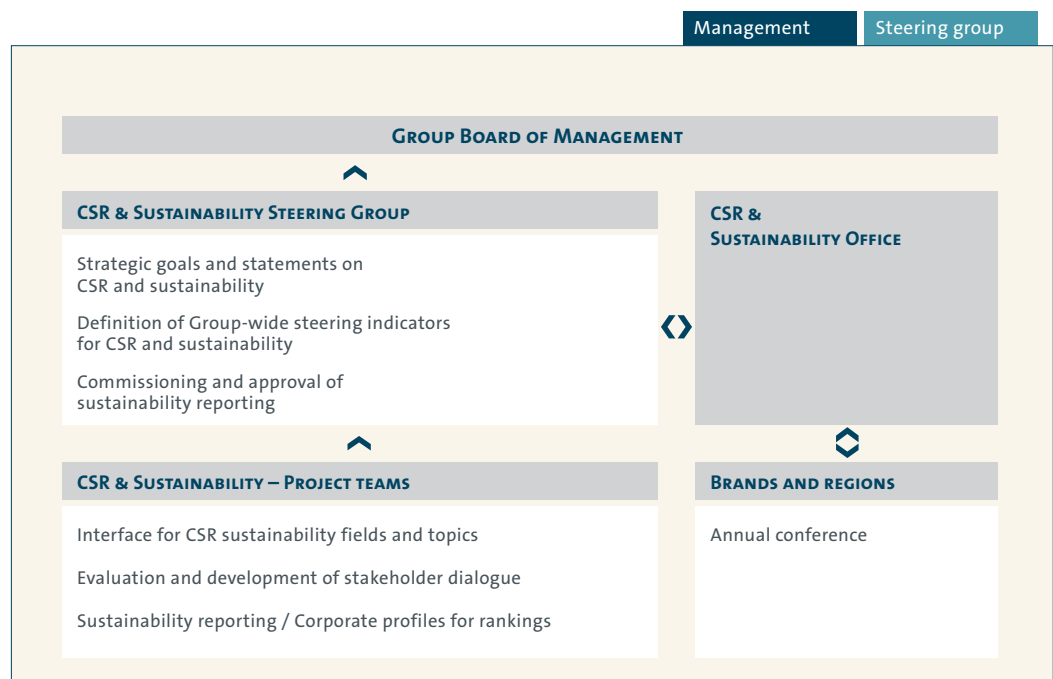 Management
Steering group
Group Board of Management
CSR & Sustainability Steering Group
Strategic goals and statements on
CSR and sustainability
Definition of Group-wide steering indicators
for CSR and sustainability
Commissioning and approval of
sustainability reporting
CSR &
Sustainability Office
CSR & Sustainability – Project teams
Interface for CSR sustainability fields and topics
Evaluation and development of stakeholder dialogue
Sustainability reporting / Corporate profiles for rankings
Brands and regions
Annual conference